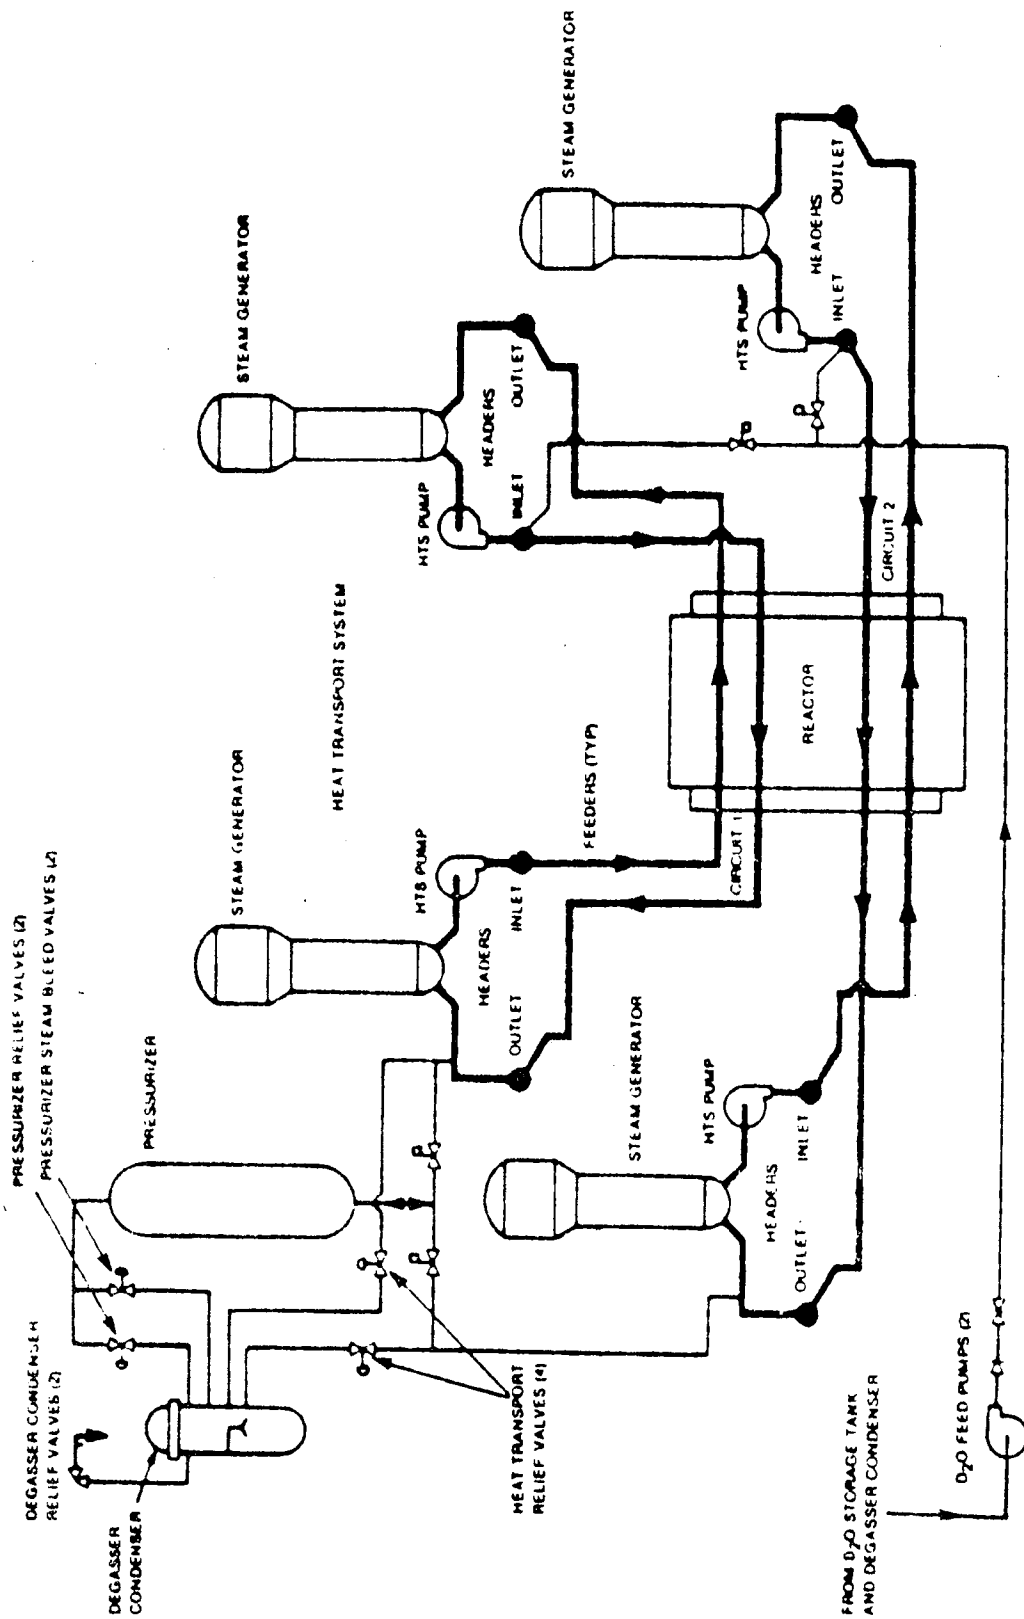 PRESSURIZER RELIEF VALVES (2)
PRESSURIZER STEAM BLEED VALVES (2)
DEGASSER CONDENSER
RELIEF VALVES (2)
DEGASSER
CONDENSER
PRESSURIZER
STEAM GENERATOR
STEAM GENERATOR
HEAT TRANSPORT SYSTEM
HTS PUMP
HTS PUMP
HEADERS
OUTLET
INLET
HEADERS
INLET
OUTLET
FEEDERS (TYP)
HEAT TRANSPORT
RELIEF VALVES (4)
STEAM GENERATOR
STEAM GENERATOR
HTS PUMP
HTS PUMP
HEADERS
OUTLET
INLET
HEADERS
INLET
OUTLET
CIRCUIT 1
REACTOR
CIRCUIT 2
FROM D₂O STORAGE TANK
AND DEGASSER CONDENSER
D₂O FEED PUMPS (2)